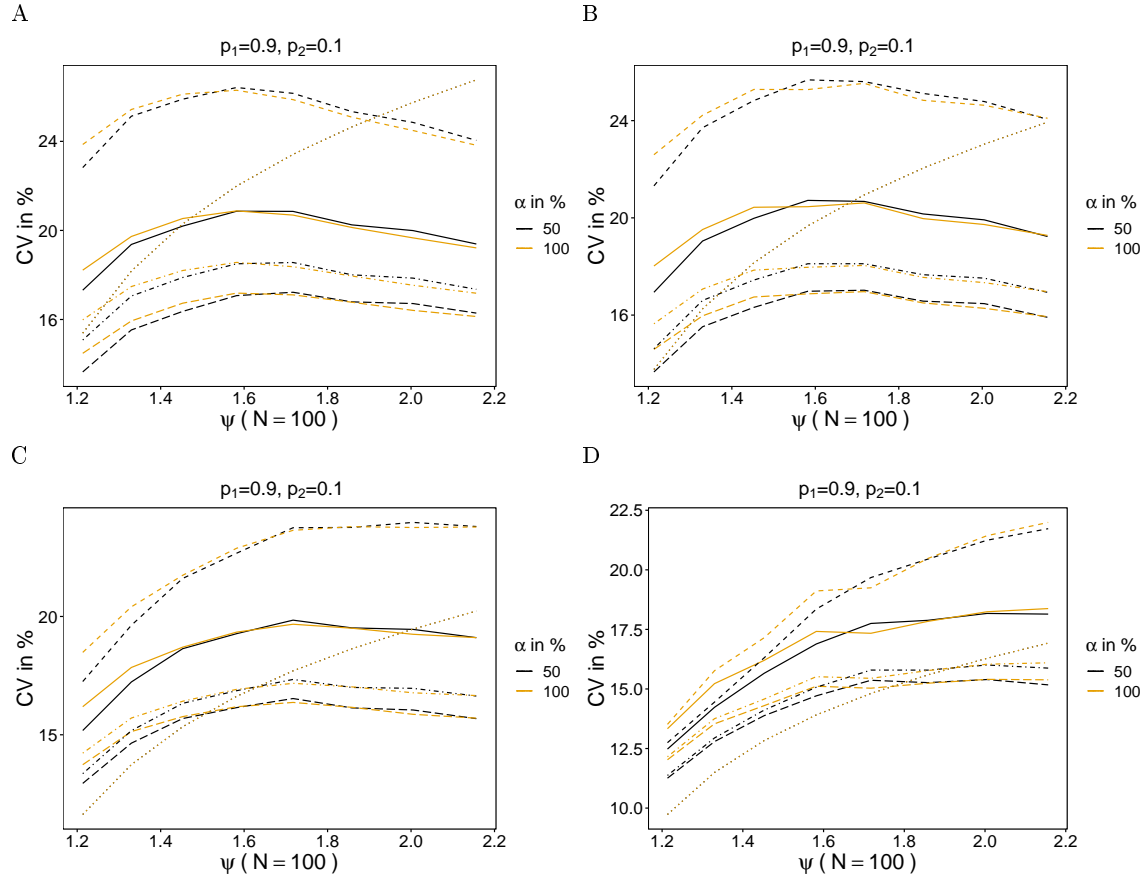 A
p₁=0.9, p₂=0.1
CV in %
24
20
16
1.2 1.4 1.6 1.8 2.0 2.2
ψ ( N = 100 )
α in %
50
100
B
p₁=0.9, p₂=0.1
CV in %
24
20
16
1.2 1.4 1.6 1.8 2.0 2.2
ψ ( N = 100 )
α in %
50
100
C
p₁=0.9, p₂=0.1
CV in %
20
15
1.2 1.4 1.6 1.8 2.0 2.2
ψ ( N = 100 )
α in %
50
100
D
p₁=0.9, p₂=0.1
CV in %
22.5
20.0
17.5
15.0
12.5
10.0
1.2 1.4 1.6 1.8 2.0 2.2
ψ ( N = 100 )
α in %
50
100